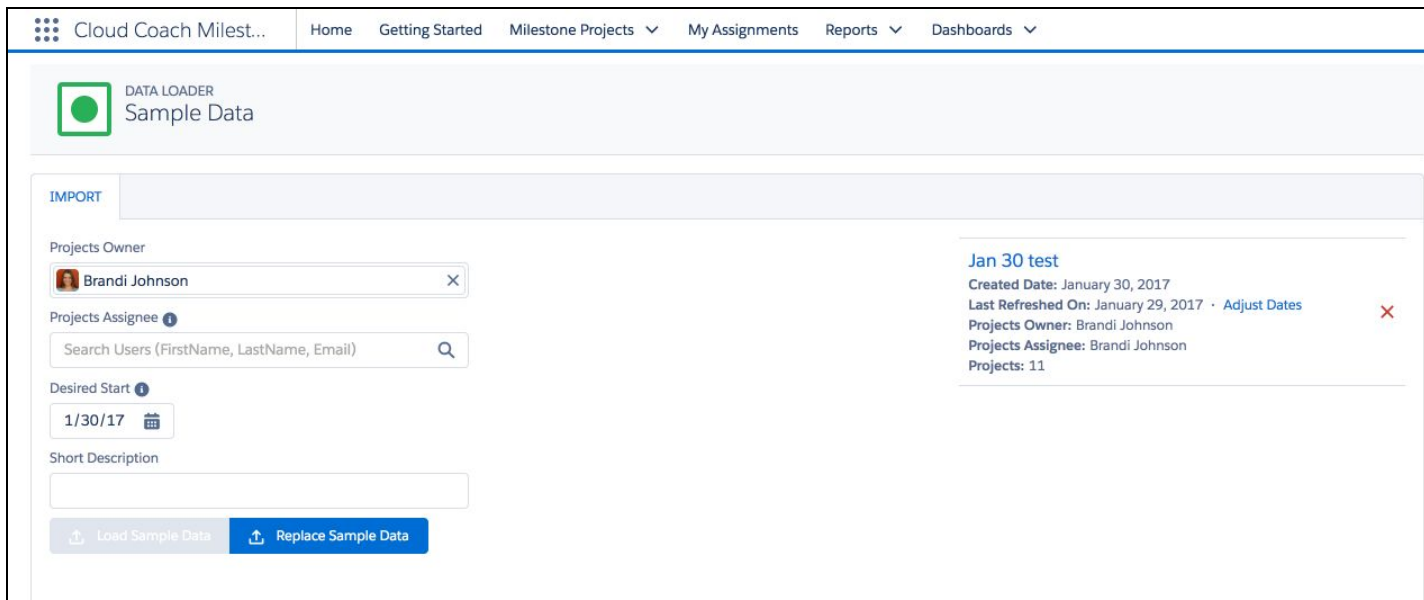 Cloud Coach Milest...
Home
Getting Started
Milestone Projects
My Assignments
Reports
Dashboards
DATA LOADER
Sample Data
IMPORT
Projects Owner
Brandi Johnson
Projects Assignee
Search Users (FirstName, LastName, Email)
Desired Start
1/30/17
Short Description
Load Sample Data
Replace Sample Data
Jan 30 test
Created Date: January 30, 2017
Last Refreshed On: January 29, 2017 · Adjust Dates
Projects Owner: Brandi Johnson
Projects Assignee: Brandi Johnson
Projects: 11